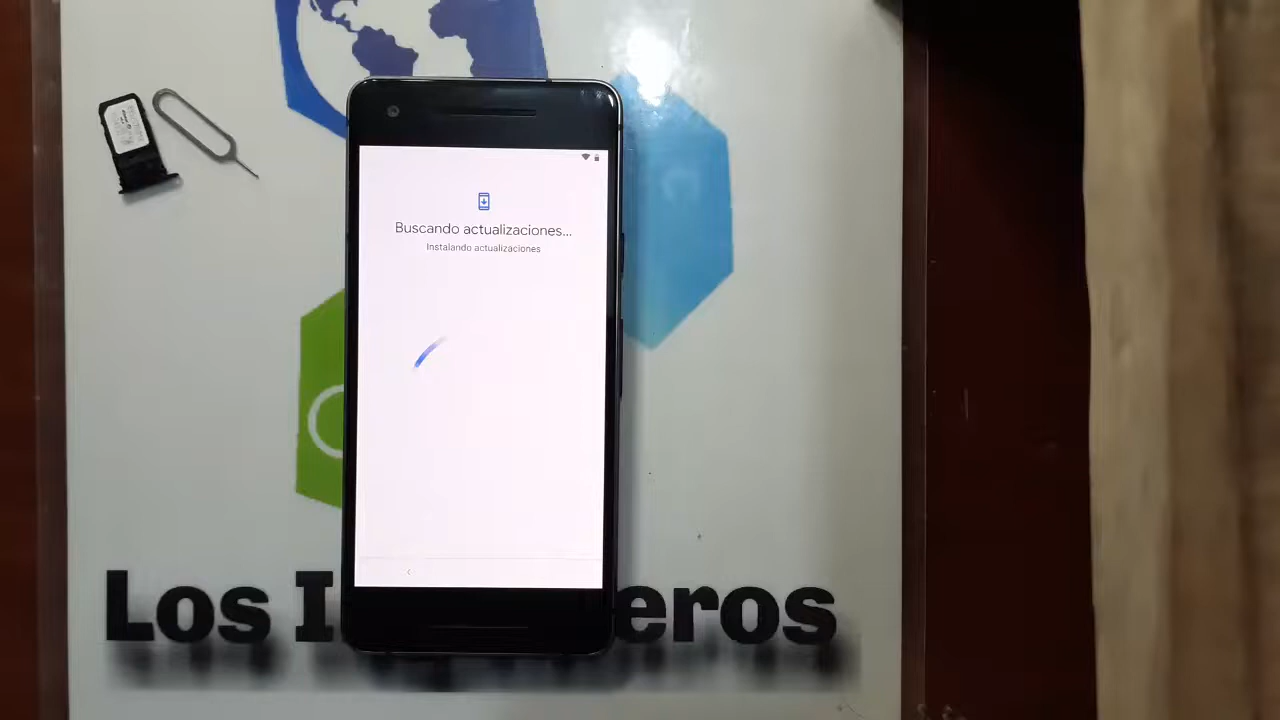 Buscando actualizaciones...
Instalando actualizaciones
Los I eros